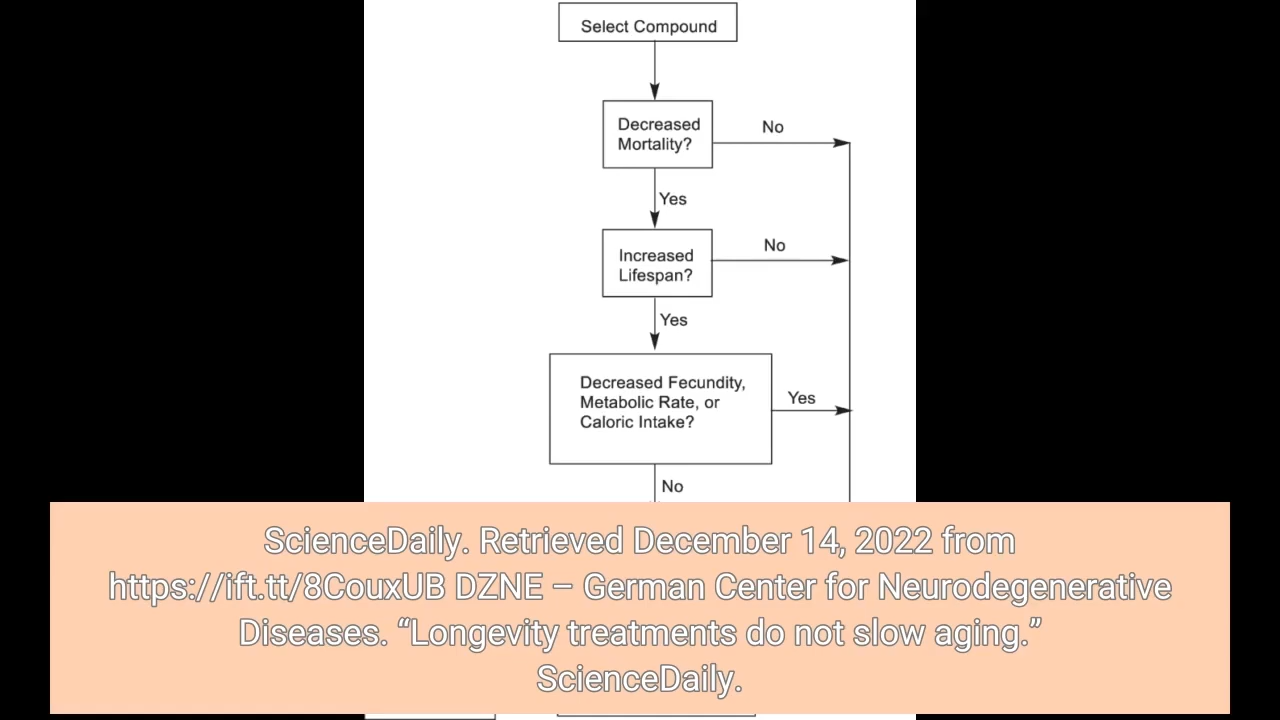 Select Compound
Decreased
Mortality?
No
Yes
Increased
Lifespan?
No
Yes
Decreased Fecundity,
Metabolic Rate, or
Caloric Intake?
Yes
No
ScienceDaily. Retrieved December 14, 2022 from
https://ift.tt/8CouxUB DZNE – German Center for Neurodegenerative
Diseases. “Longevity treatments do not slow aging.”
ScienceDaily.